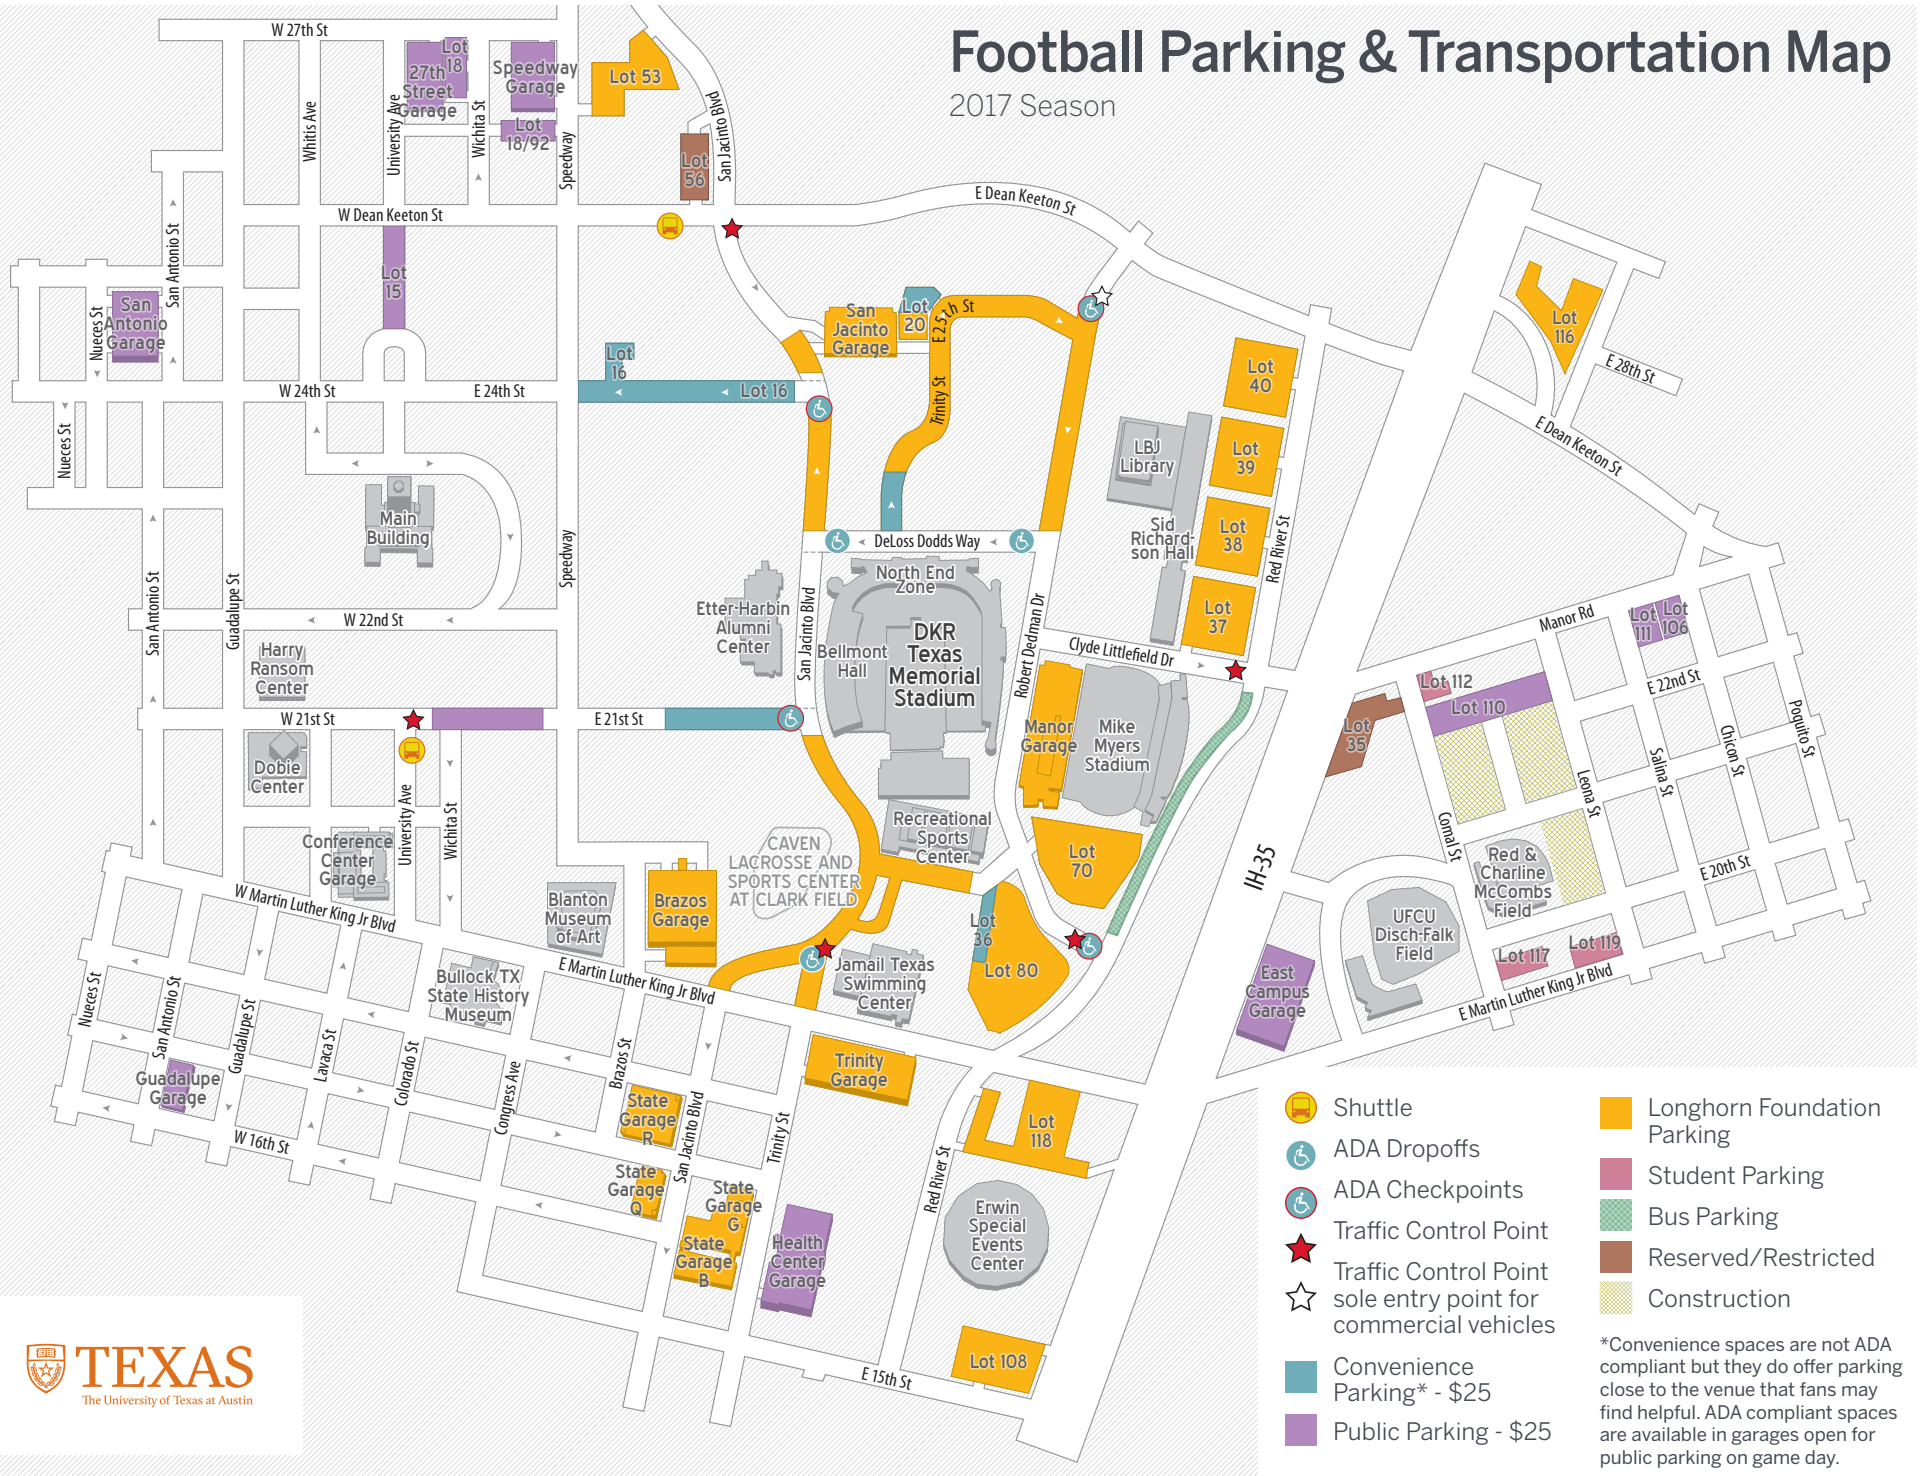 Football Parking & Transportation Map
2017 Season
W 27th St
Lot
18
27th
Street
Garage
Speedway
Garage
Lot
18/92
Lot 53
Lot
56
Whitis Ave
University Ave
Wichita St
Speedway
San Jacinto Blvd
W Dean Keeton St
E Dean Keeton St
San Antonio St
Nueces St
San
Antonio
Garage
Lot
15
San
Jacinto
Garage
Lot
20
E 25th St
Trinity St
Lot
16
Lot 16
W 24th St
E 24th St
Nueces St
Lot
116
E 28th St
E Dean Keeton St
Lot
40
Lot
39
Lot
38
Lot
37
LBJ
Library
Sid
Richard-
son Hall
Red River St
Main
Building
Speedway
DeLoss Dodds Way
North End
Zone
DKR
Texas
Memorial
Stadium
Bellmont
Hall
Etter-Harbin
Alumni
Center
San Jacinto Blvd
Robert Dedman Dr
Clyde Littlefield Dr
San Antonio St
Guadalupe St
W 22nd St
Harry
Ransom
Center
W 21st St
E 21st St
Manor Rd
Lot
111
Lot
106
Lot 112
Lot 110
E 22nd St
Lot
35
Poquito St
Chicon St
Salina St
Leona St
Comal St
E 20th St
Manor
Garage
Mike
Myers
Stadium
Dobie
Center
University Ave
Wichita St
Conference
Center
Garage
Recreational
Sports
Center
CAVEN
LACROSSE AND
SPORTS CENTER
AT CLARK FIELD
Lot
70
IH-35
Red &
Charline
McCombs
Field
UFCU
Disch-Falk
Field
Lot 117
Lot 119
E Martin Luther King Jr Blvd
W Martin Luther King Jr Blvd
Blanton
Museum
of Art
Brazos
Garage
Lot
36
Lot 80
Jamail Texas
Swimming
Center
East
Campus
Garage
E Martin Luther King Jr Blvd
Bullock TX
State History
Museum
Nueces St
San Antonio St
Guadalupe St
Lavaca St
Colorado St
Congress Ave
Brazos St
San Jacinto Blvd
Trinity St
Guadalupe
Garage
W 16th St
Trinity
Garage
State
Garage
R
State
Garage
Q
State
Garage
G
State
Garage
B
Health
Center
Garage
Lot
118
Red River St
Erwin
Special
Events
Center
Lot 108
E 15th St
Shuttle
ADA Dropoffs
ADA Checkpoints
Traffic Control Point
Traffic Control Point
sole entry point for
commercial vehicles
Convenience
Parking* - $25
Public Parking - $25
Longhorn Foundation
Parking
Student Parking
Bus Parking
Reserved/Restricted
Construction
*Convenience spaces are not ADA
compliant but they do offer parking
close to the venue that fans may
find helpful. ADA compliant spaces
are available in garages open for
public parking on game day.
TEXAS
The University of Texas at Austin